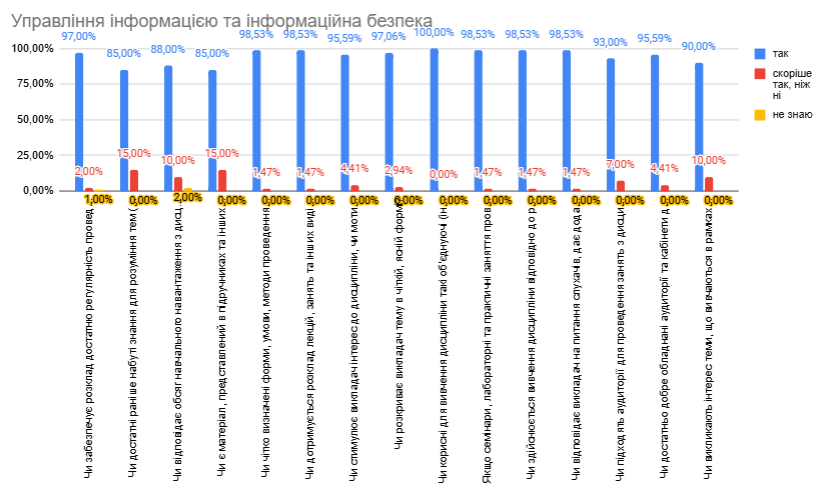 Управління інформацією та інформаційна безпека
100,00%
75,00%
50,00%
25,00%
0,00%
97,00% 85,00% 88,00% 85,00% 98,53% 98,53% 95,59% 97,06% 100,00% 98,53% 98,53% 98,53% 93,00% 95,59% 90,00%
2,00% 15,00% 10,00% 15,00% 1,47% 1,47% 4,41% 2,94% 0,00% 1,47% 1,47% 1,47% 7,00% 4,41% 10,00%
1,00% 0,00% 2,00% 0,00% 0,00% 0,00% 0,00% 0,00% 0,00% 0,00% 0,00% 0,00% 0,00% 0,00% 0,00%
так
скоріше
так, ніж
ні
не знаю
Чи забезпечує розклад достатню регулярність провед
Чи достатні раніше набуті знання для розуміння тем
Чи відповідає обсяг навчального навантаження з дисц
Чи є матеріал, представлений в підручниках та інших
Чи чітко визначені форми, умови, методи проведення
Чи дотримується розклад лекцій, занять та інших вид
Чи стимулює викладач інтерес до дисципліни, чи моти
Чи розкриває викладач тему в чіткій, ясній форм
Чи корисні для вивчення дисципліни такі об'єднуючі (ін
Якщо семінари, лабораторні та практичні заняття пров
Чи здійснюється вивчення дисципліни відповідно до р
Чи відповідає викладач на питання слухачів, дає дода
Чи підходять аудиторії для проведення занять з дисци
Чи достатньо добре обладнані аудиторії та кабінети д
Чи викликають інтерес теми, що вивчаються в рамках